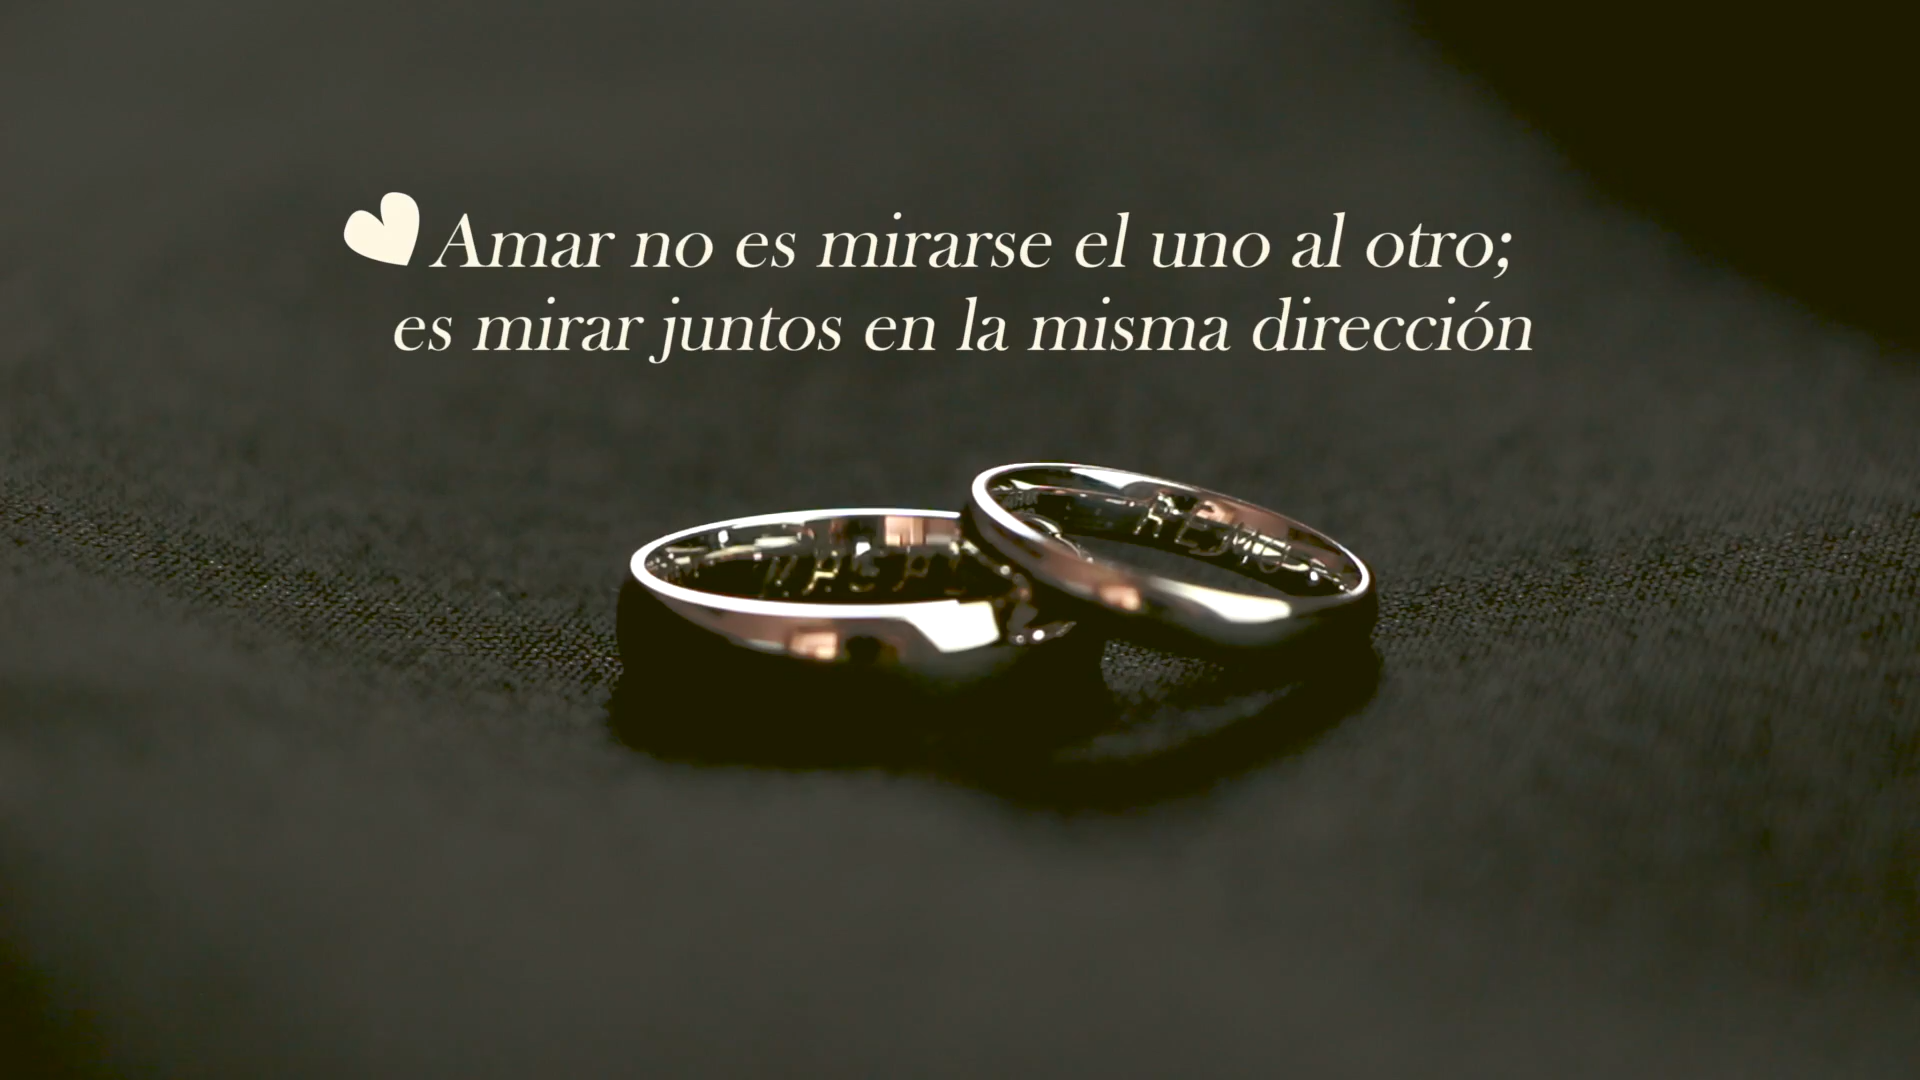 Amar no es mirarse el uno al otro;
es mirar juntos en la misma dirección